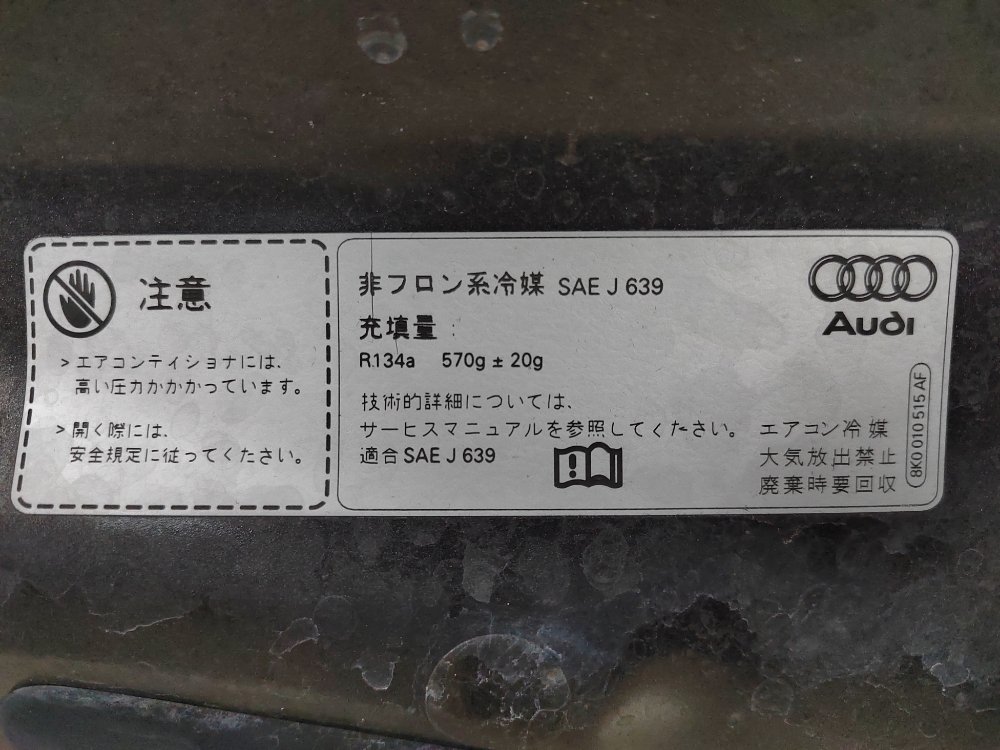 注意
> エアコンティショナには、
高い圧力かかかっています。
> 開く際には、
安全規定に従ってください。
非フロン系冷媒 SAE J 639
充填量 :
R134a 570g ± 20g
技術的詳細については、
サーヒスマニュアルを参照してください。
適合 SAE J 639
Audi
エアコン冷媒
大気放出禁止
廃棄時要回収
8K0 010 515 AF